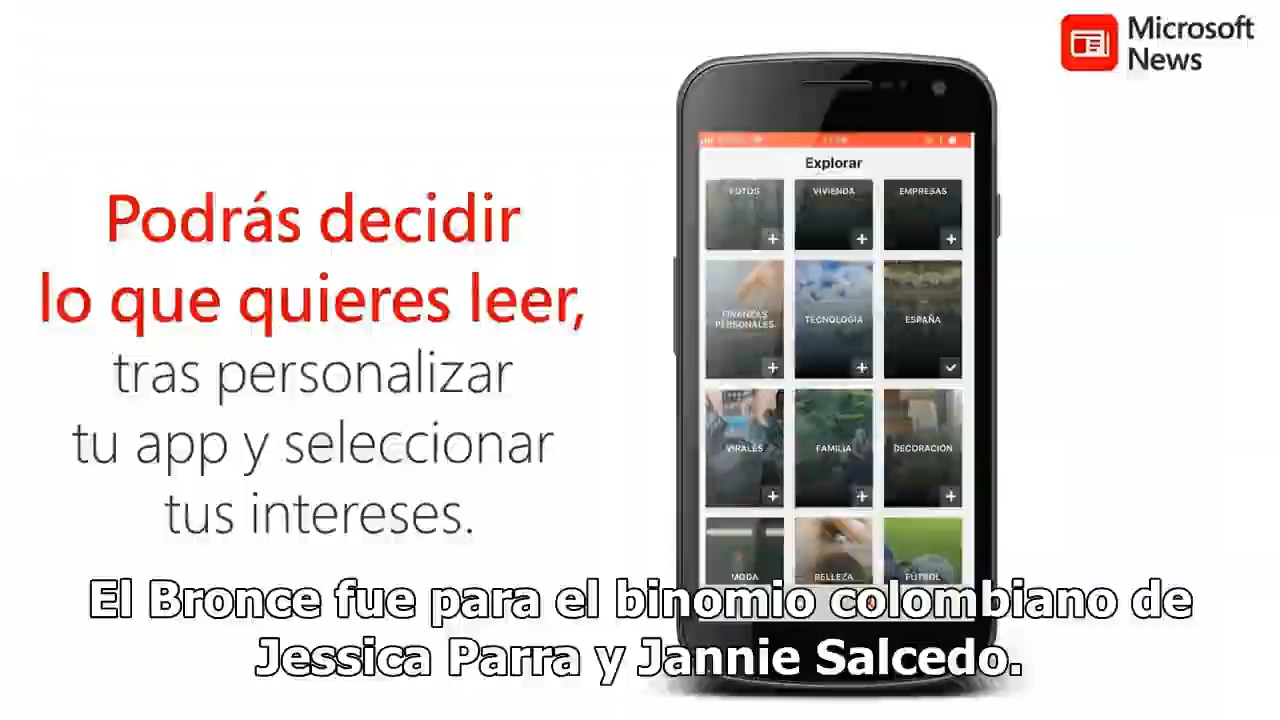 Microsoft
News
Podrás decidir
lo que quieres leer,
tras personalizar
tu app y seleccionar
tus intereses.
Explorar
FOTOS
VIVIENDA
EMPRESAS
FINANZAS
PERSONALES
TECNOLOGÍA
ESPAÑA
VIRALES
FAMILIA
DECORACIÓN
MODA
BELLEZA
FÚTBOL
El Bronce fue para el binomio colombiano de
Jessica Parra y Jannie Salcedo.